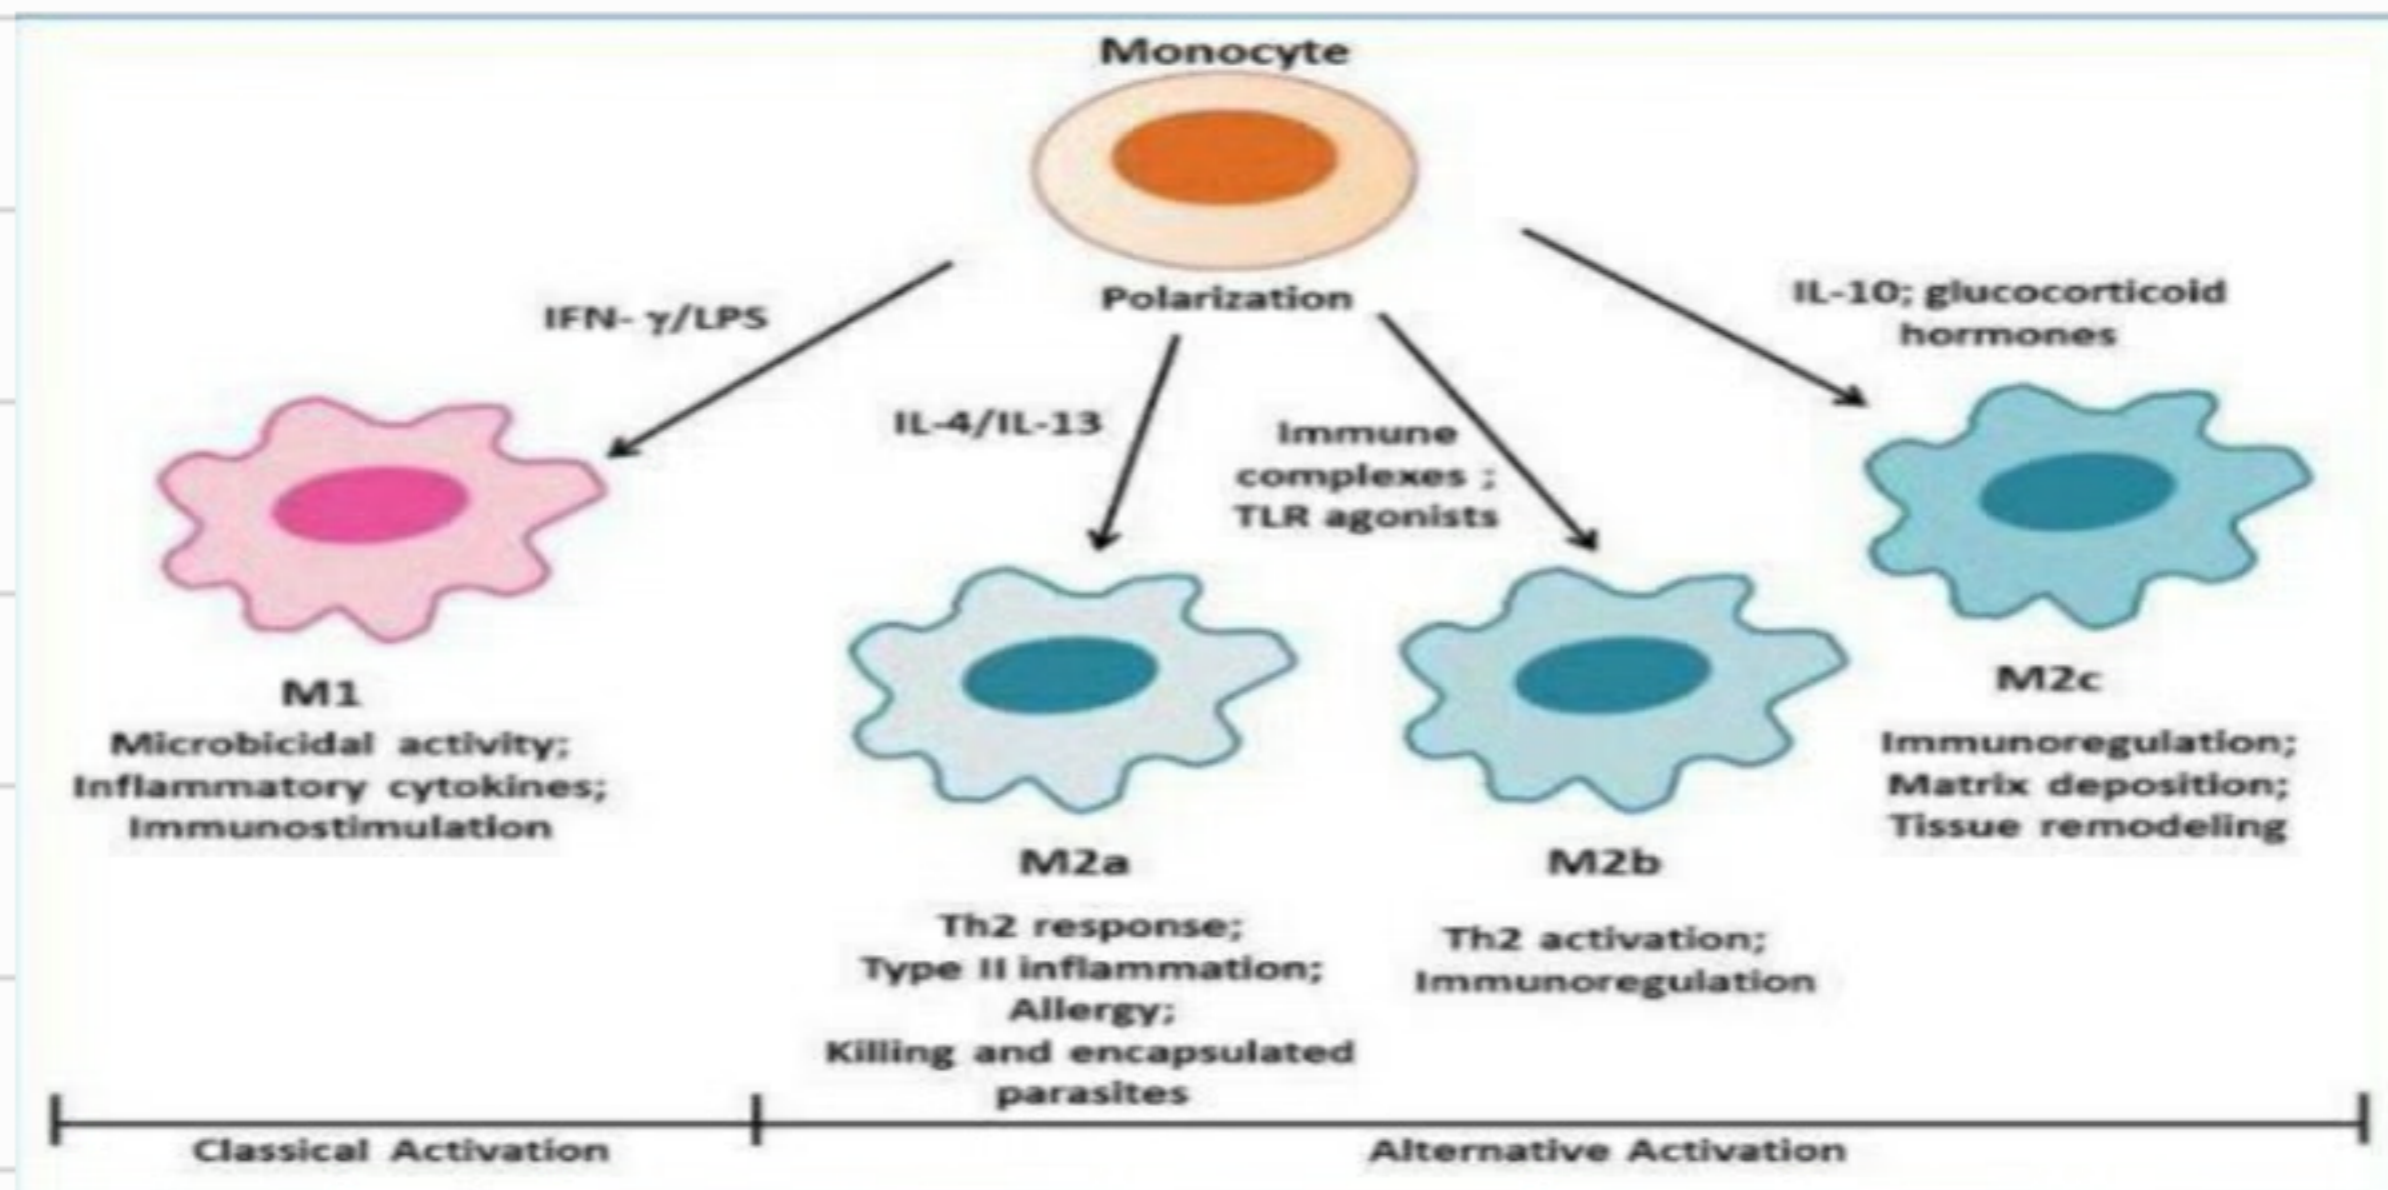 Monocyte
Polarization
IFN- γ/LPS
IL-4/IL-13
Immune
complexes ;
TLR agonists
IL-10; glucocorticoid
hormones
M1
Microbicidal activity;
Inflammatory cytokines;
Immunostimulation
M2a
Th2 response;
Type II inflammation;
Allergy;
Killing and encapsulated
parasites
M2b
Th2 activation;
Immunoregulation
M2c
Immunoregulation;
Matrix deposition;
Tissue remodeling
Classical Activation
Alternative Activation